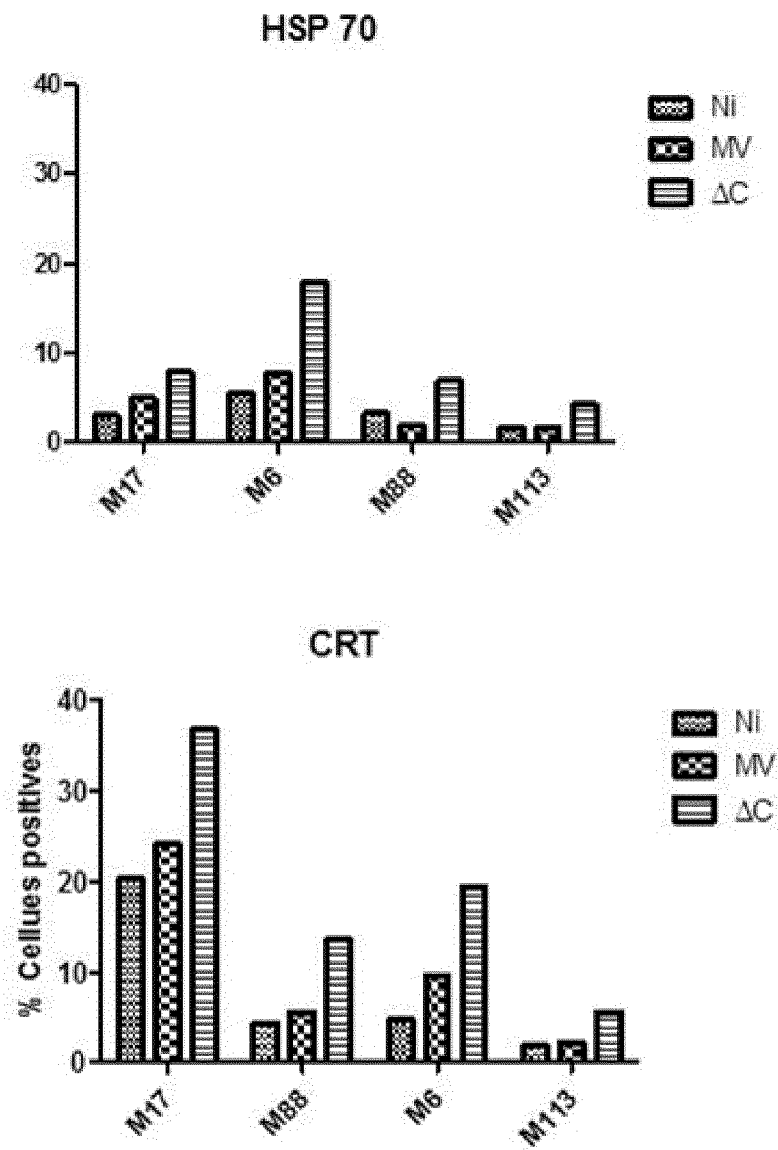 HSP 70
40
30
20
10
0
Ni
MV
ΔC
M17
M6
M88
M113
CRT
% Cellues positives
40
30
20
10
0
Ni
MV
ΔC
M17
M88
M6
M113